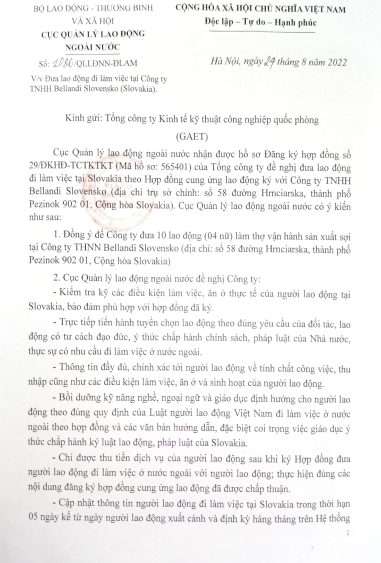 BỘ LAO ĐỘNG - THƯƠNG BINH
VÀ XÃ HỘI
CỤC QUẢN LÝ LAO ĐỘNG
NGOÀI NƯỚC
CỘNG HÒA XÃ HỘI CHỦ NGHĨA VIỆT NAM
Độc lập – Tự do – Hạnh phúc
Số: /QLLĐNN-ĐLAM
Hà Nội, ngày tháng 8 năm 2022
V/v Đưa lao động đi làm việc tại Công ty
TNHH Bellandi Slovensko (Slovakia).
Kính gửi: Tổng công ty Kinh tế kỹ thuật công nghiệp quốc phòng
(GAET)
Cục Quản lý lao động ngoài nước nhận được hồ sơ Đăng ký hợp đồng số
29/ĐKHĐ-TCTKTKT (Mã hồ sơ: 565401) của Tổng công ty đề nghị đưa lao động
đi làm việc tại Slovakia theo Hợp đồng cung ứng lao động ký với Công ty TNHH
Bellandi Slovensko (địa chỉ trụ sở chính: số 58 đường Hrnciarska, thành phố
Pezinok 902 01, Cộng hòa Slovakia). Cục Quản lý lao động ngoài nước có ý kiến
như sau:
1. Đồng ý để Công ty đưa 10 lao động (04 nữ) làm thợ vận hành sản xuất sợi
tại Công ty THNN Bellandi Slovensko (địa chỉ: số 58 đường Hrnciarska, thành phố
Pezinok 902 01, Cộng hòa Slovakia)
2. Cục Quản lý lao động ngoài nước đề nghị Công ty:
- Kiểm tra kỹ các điều kiện làm việc, ăn ở thực tế của người lao động tại
Slovakia, bảo đảm phù hợp với hợp đồng đã ký.
- Trực tiếp tiến hành tuyển chọn lao động theo đúng yêu cầu của đối tác, lao
động có tư cách đạo đức, ý thức chấp hành chính sách, pháp luật của Nhà nước,
thực sự có nhu cầu đi làm việc ở nước ngoài.
- Thông tin đầy đủ, chính xác tới người lao động về tính chất công việc, thu
nhập cũng như các điều kiện làm việc, ăn ở và sinh hoạt của người lao động.
- Bồi dưỡng kỹ năng nghề, ngoại ngữ và giáo dục định hướng cho người lao
động theo đúng quy định của Luật người lao động Việt Nam đi làm việc ở nước
ngoài theo hợp đồng và các văn bản hướng dẫn, đặc biệt coi trọng việc giáo dục ý
thức chấp hành kỷ luật lao động, pháp luật của Slovakia.
- Chỉ được thu tiền dịch vụ của người lao động sau khi ký Hợp đồng đưa
người lao động đi làm việc ở nước ngoài với người lao động; thực hiện đúng các
nội dung đăng ký hợp đồng cung ứng lao động đã được chấp thuận.
- Cập nhật thông tin người lao động đi làm việc tại Slovakia trong thời hạn
05 ngày kể từ ngày người lao động xuất cảnh và định kỳ hàng tháng trên Hệ thống
1